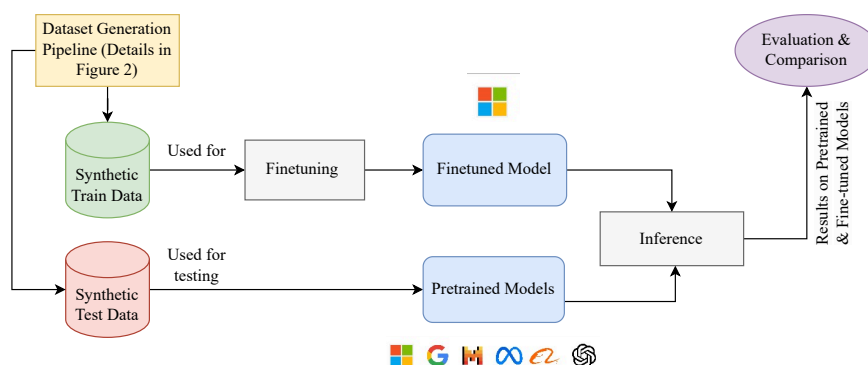 Dataset Generation
Pipeline (Details in
Figure 2)
Evaluation &
Comparison
Synthetic
Train Data
Used for
Finetuning
Finetuned Model
Results on Pretrained
& Fine-tuned Models
Inference
Synthetic
Test Data
Used for
testing
Pretrained Models